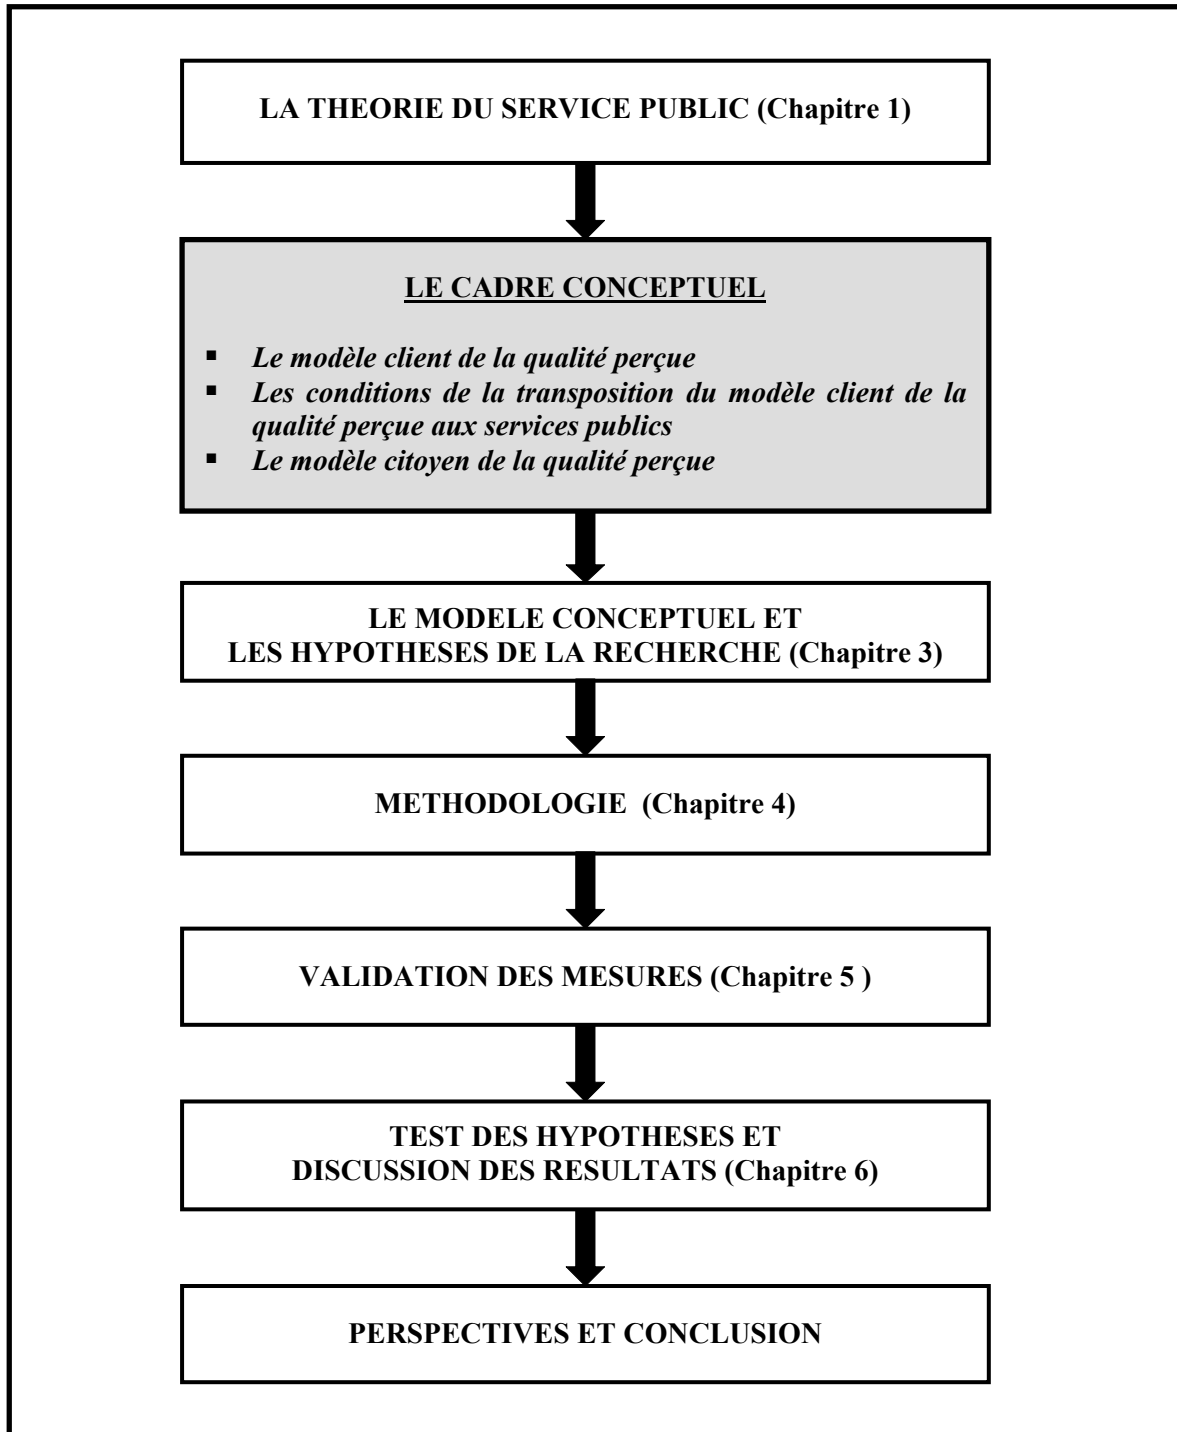 LA THEORIE DU SERVICE PUBLIC (Chapitre 1)
LE CADRE CONCEPTUEL
▪ Le modèle client de la qualité perçue
▪ Les conditions de la transposition du modèle client de la
qualité perçue aux services publics
▪ Le modèle citoyen de la qualité perçue
LE MODELE CONCEPTUEL ET
LES HYPOTHESES DE LA RECHERCHE (Chapitre 3)
METHODOLOGIE (Chapitre 4)
VALIDATION DES MESURES (Chapitre 5 )
TEST DES HYPOTHESES ET
DISCUSSION DES RESULTATS (Chapitre 6)
PERSPECTIVES ET CONCLUSION